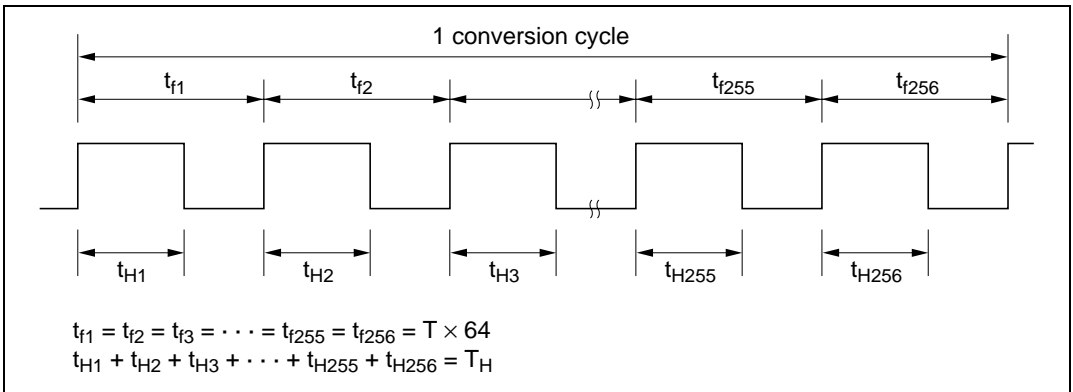 1 conversion cycle
tf1 tf2 tf255 tf256
tH1 tH2 tH3 tH255 tH256
tf1 = tf2 = tf3 = · · · = tf255 = tf256 = T × 64
tH1 + tH2 + tH3 + · · · + tH255 + tH256 = TH